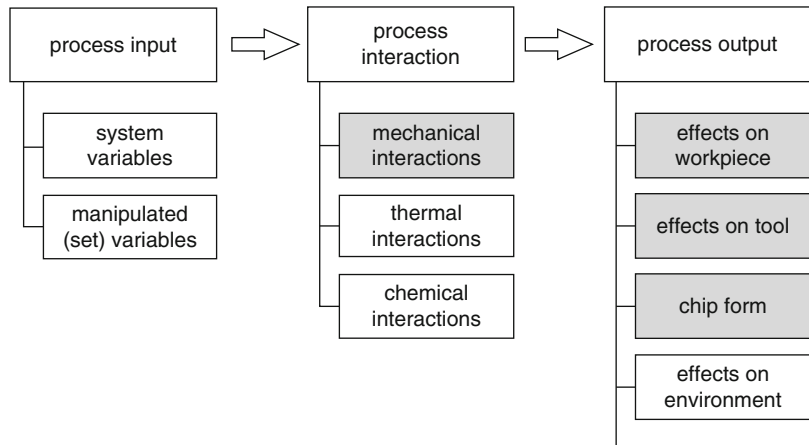 process input
process
interaction
process output
system
variables
manipulated
(set) variables
mechanical
interactions
thermal
interactions
chemical
interactions
effects on
workpiece
effects on tool
chip form
effects on
environment